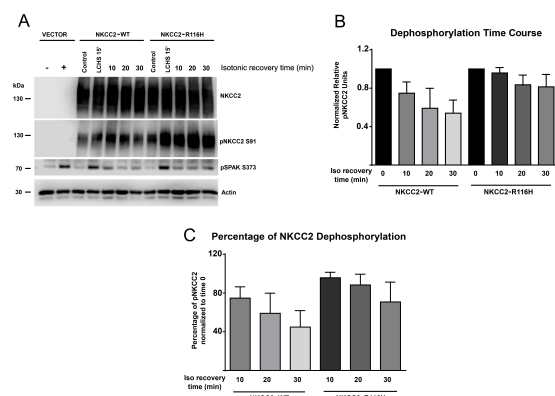 A
VECTOR NKCC2-WT NKCC2-R116H
- + Control LCHS 15' 10 20 30 Control LCHS 15' 10 20 30 Isotonic recovery time (min)
kDa
130 NKCC2
130 pNKCC2 S91
70 pSPAK S373
30 Actin
B
Dephosphorylation Time Course
Normalized Relative
pNKCC2 Units
1.2
0.8
0.4
Iso recovery
time (min)
0 10 20 30 0 10 20 30
NKCC2-WT NKCC2-R116H
C
Percentage of NKCC2 Dephosphorylation
Percentage of pNKCC2
normalized to time 0
120
80
40
Iso recovery
time (min)
10 20 30 10 20 30